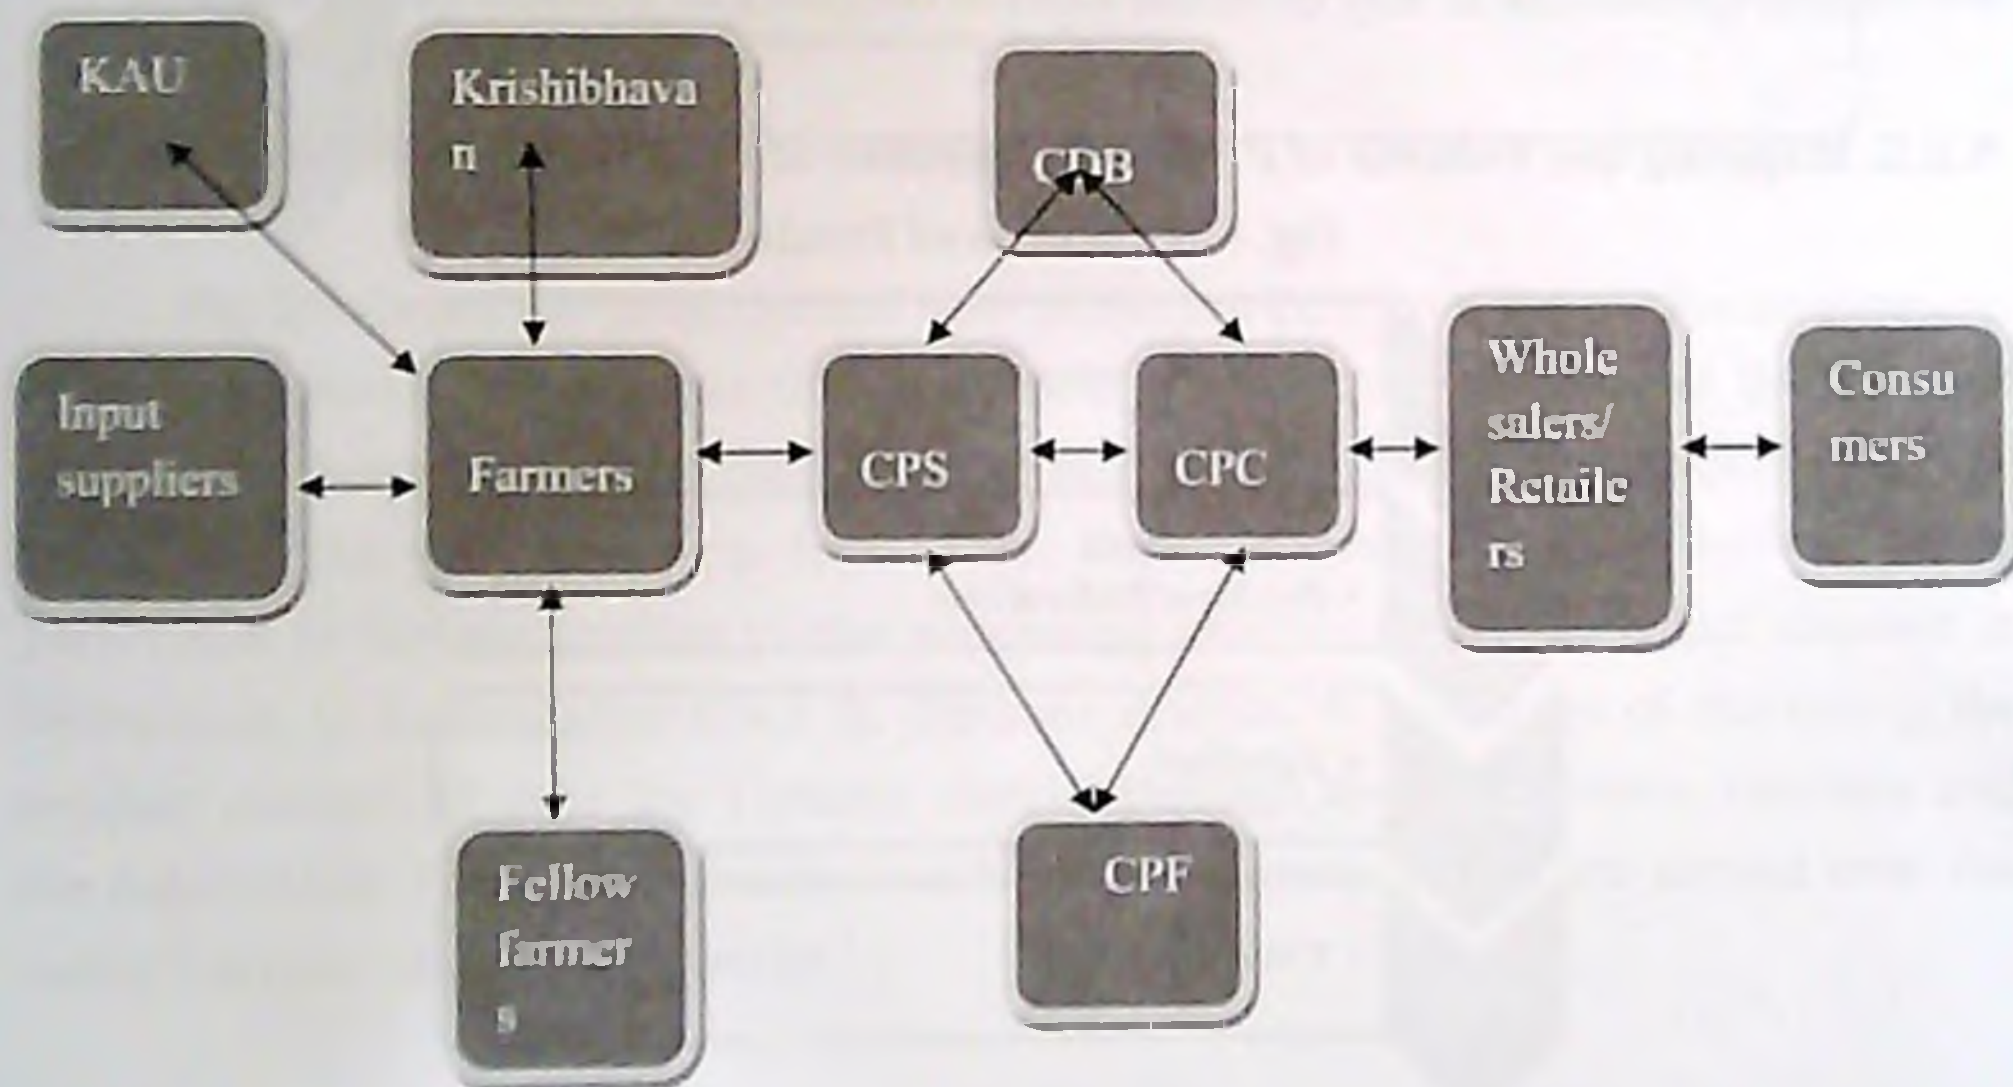 KAU
Krishibhava
n
CDB
Input
suppliers
Farmers
CPS
CPC
Whole
salers/
Retaile
rs
Consu
mers
Fellow
farmer
s
CPF